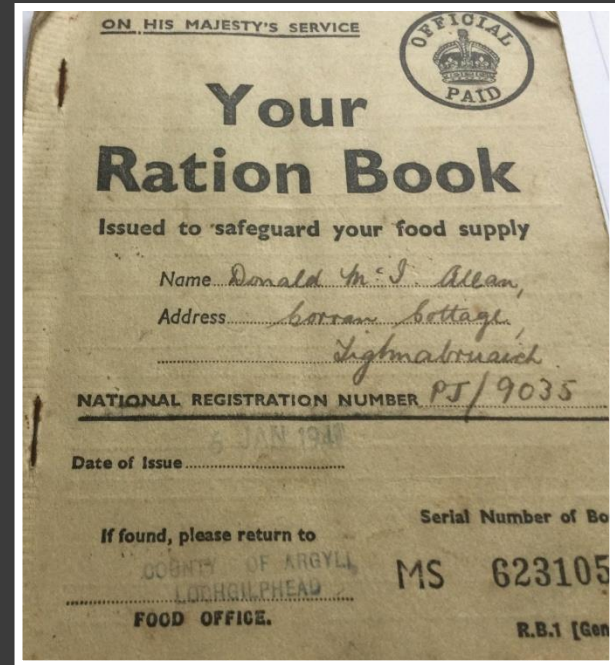 ON HIS MAJESTY'S SERVICE
OFFICIAL
PAID
Your
Ration Book
Issued to safeguard your food supply
Name Donald McI. Allan,
Address Corran Cottage,
Tighnabruaich
NATIONAL REGISTRATION NUMBER PJ/9035
6 JAN
Date of Issue
If found, please return to
COUNTY OF ARGYLL
LOCHGILPHEAD
FOOD OFFICE.
Serial Number of Bo
MS 623105
R.B.1 [Gen